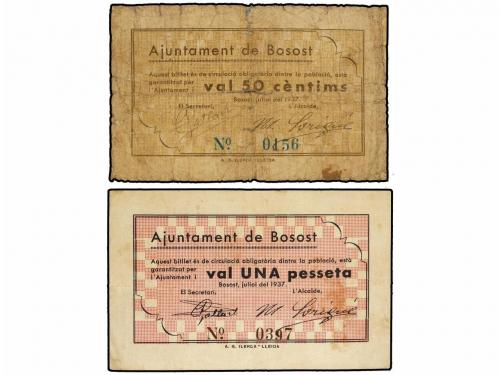 Ajuntament de Bosost
Aquest bitllet és de circulació obligatòria dintre la població, està
garantitzat per
l'Ajuntament i val 50 cèntims
Bosost, juliol del 1937.
El Secretari, L'Alcalde,
Nº 0156
A. G. ILERDA - LLEIDA
Ajuntament de Bosost
Aquest bitllet és de circulació obligatòria dintre la població, està
garantitzat per
l'Ajuntament i val UNA pesseta
Bosost, juliol del 1937.
El Secretari, L'Alcalde,
Nº 0397
A. G. ILERDA - LLEIDA